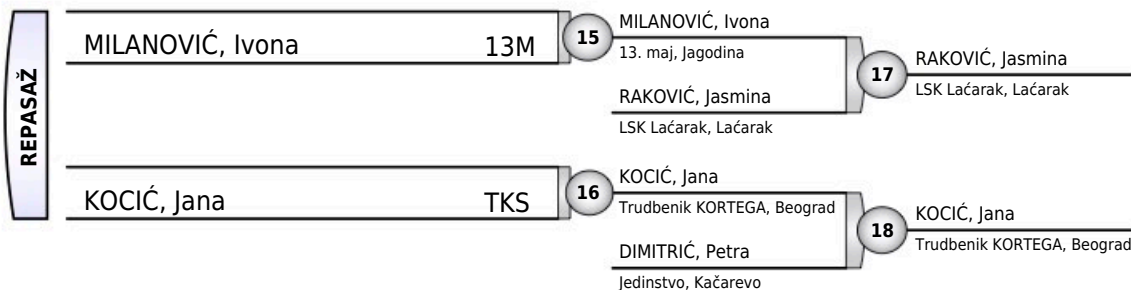 REPASAŽ
MILANOVIĆ, Ivona 13M
15
MILANOVIĆ, Ivona
13. maj, Jagodina
RAKOVIĆ, Jasmina
LSK Laćarak, Laćarak
17
RAKOVIĆ, Jasmina
LSK Laćarak, Laćarak
KOCIĆ, Jana TKS
16
KOCIĆ, Jana
Trudbenik KORTEGA, Beograd
DIMITRIĆ, Petra
Jedinstvo, Kačarevo
18
KOCIĆ, Jana
Trudbenik KORTEGA, Beograd